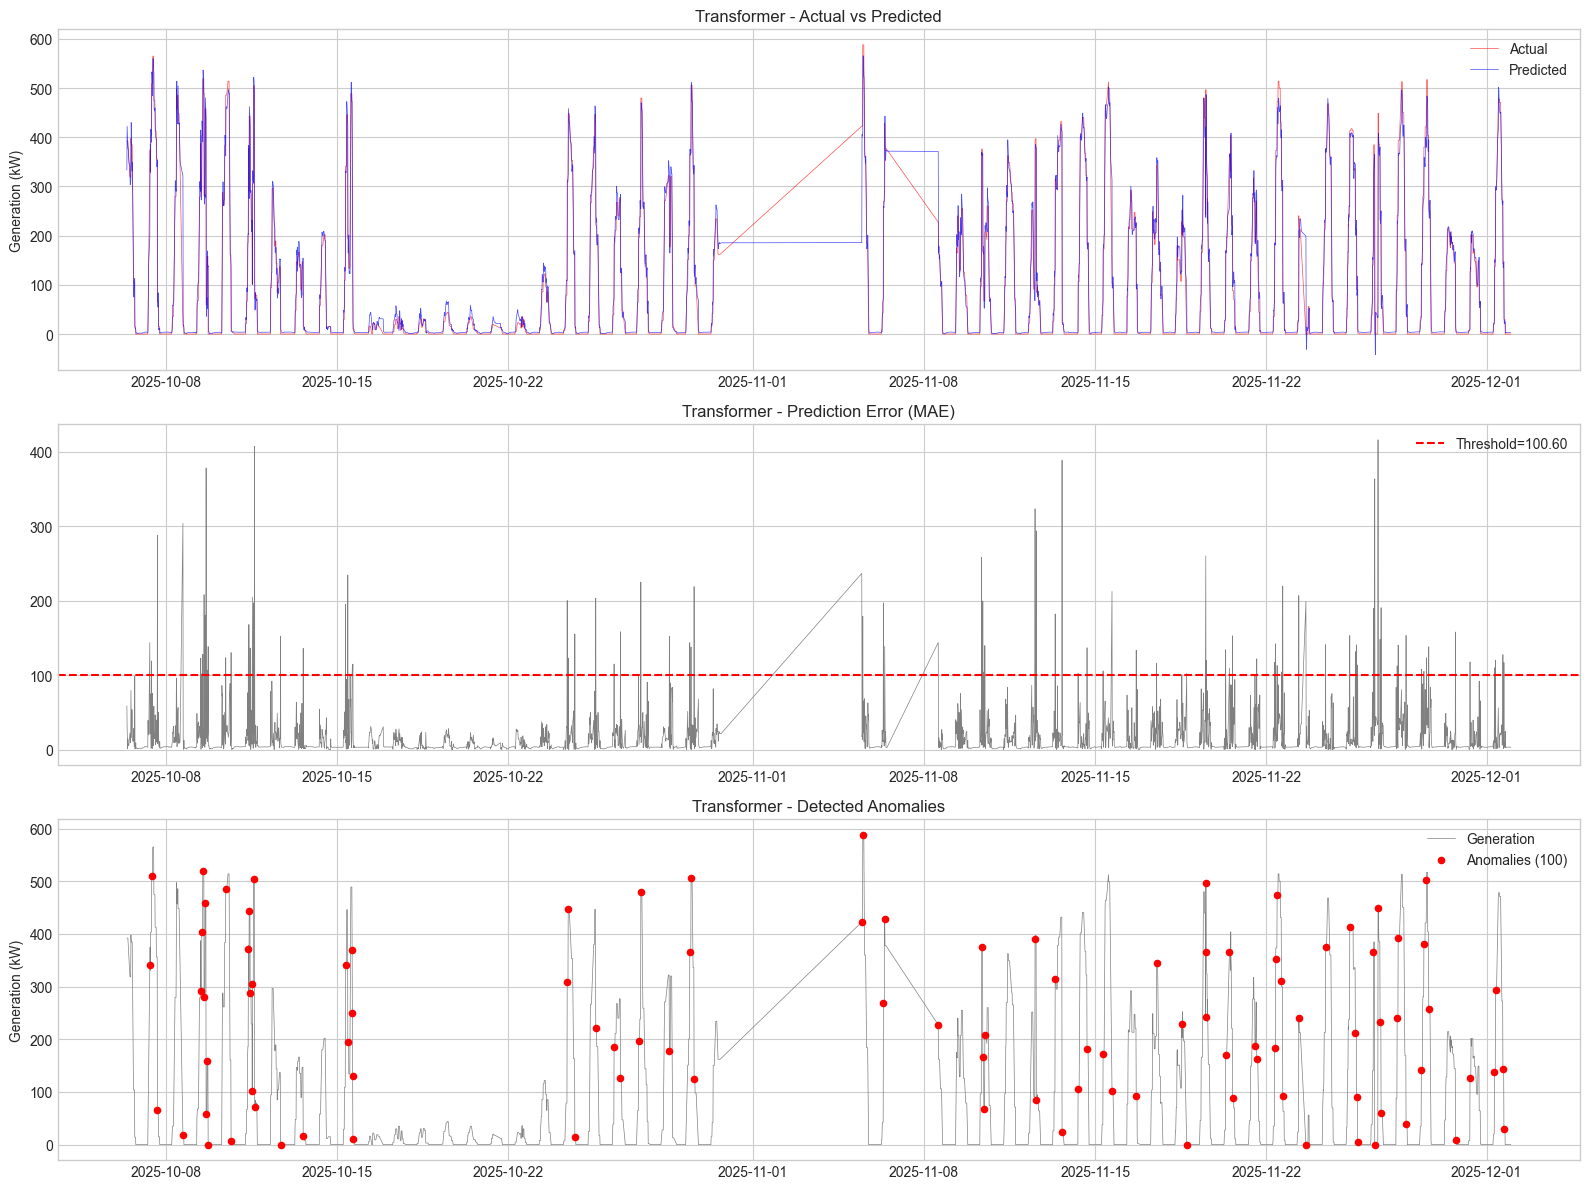 Transformer - Actual vs Predicted
Generation (kW)
600
500
400
300
200
100
0
Actual
Predicted
2025-10-08 2025-10-15 2025-10-22 2025-11-01 2025-11-08 2025-11-15 2025-11-22 2025-12-01
Transformer - Prediction Error (MAE)
400
300
200
100
0
Threshold=100.60
2025-10-08 2025-10-15 2025-10-22 2025-11-01 2025-11-08 2025-11-15 2025-11-22 2025-12-01
Transformer - Detected Anomalies
Generation (kW)
600
500
400
300
200
100
0
Generation
Anomalies (100)
2025-10-08 2025-10-15 2025-10-22 2025-11-01 2025-11-08 2025-11-15 2025-11-22 2025-12-01